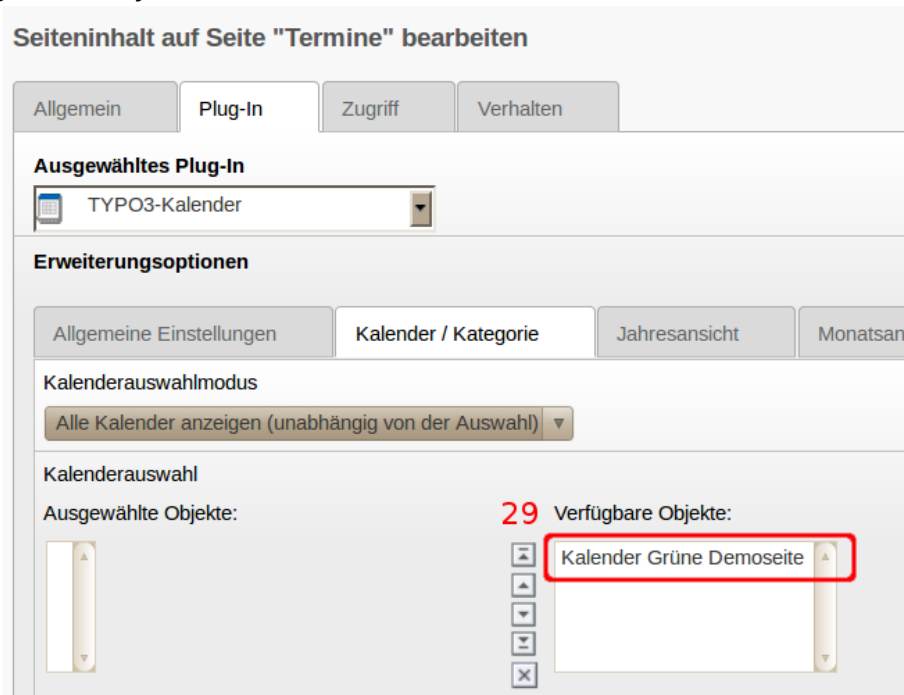 Seiteninhalt auf Seite "Termine" bearbeiten
Allgemein Plug-In Zugriff Verhalten
Ausgewähltes Plug-In
TYPO3-Kalender
Erweiterungsoptionen
Allgemeine Einstellungen Kalender / Kategorie Jahresansicht Monatsan
Kalenderauswahlmodus
Alle Kalender anzeigen (unabhängig von der Auswahl)
Kalenderauswahl
Ausgewählte Objekte: 29 Verfügbare Objekte:
Kalender Grüne Demoseite